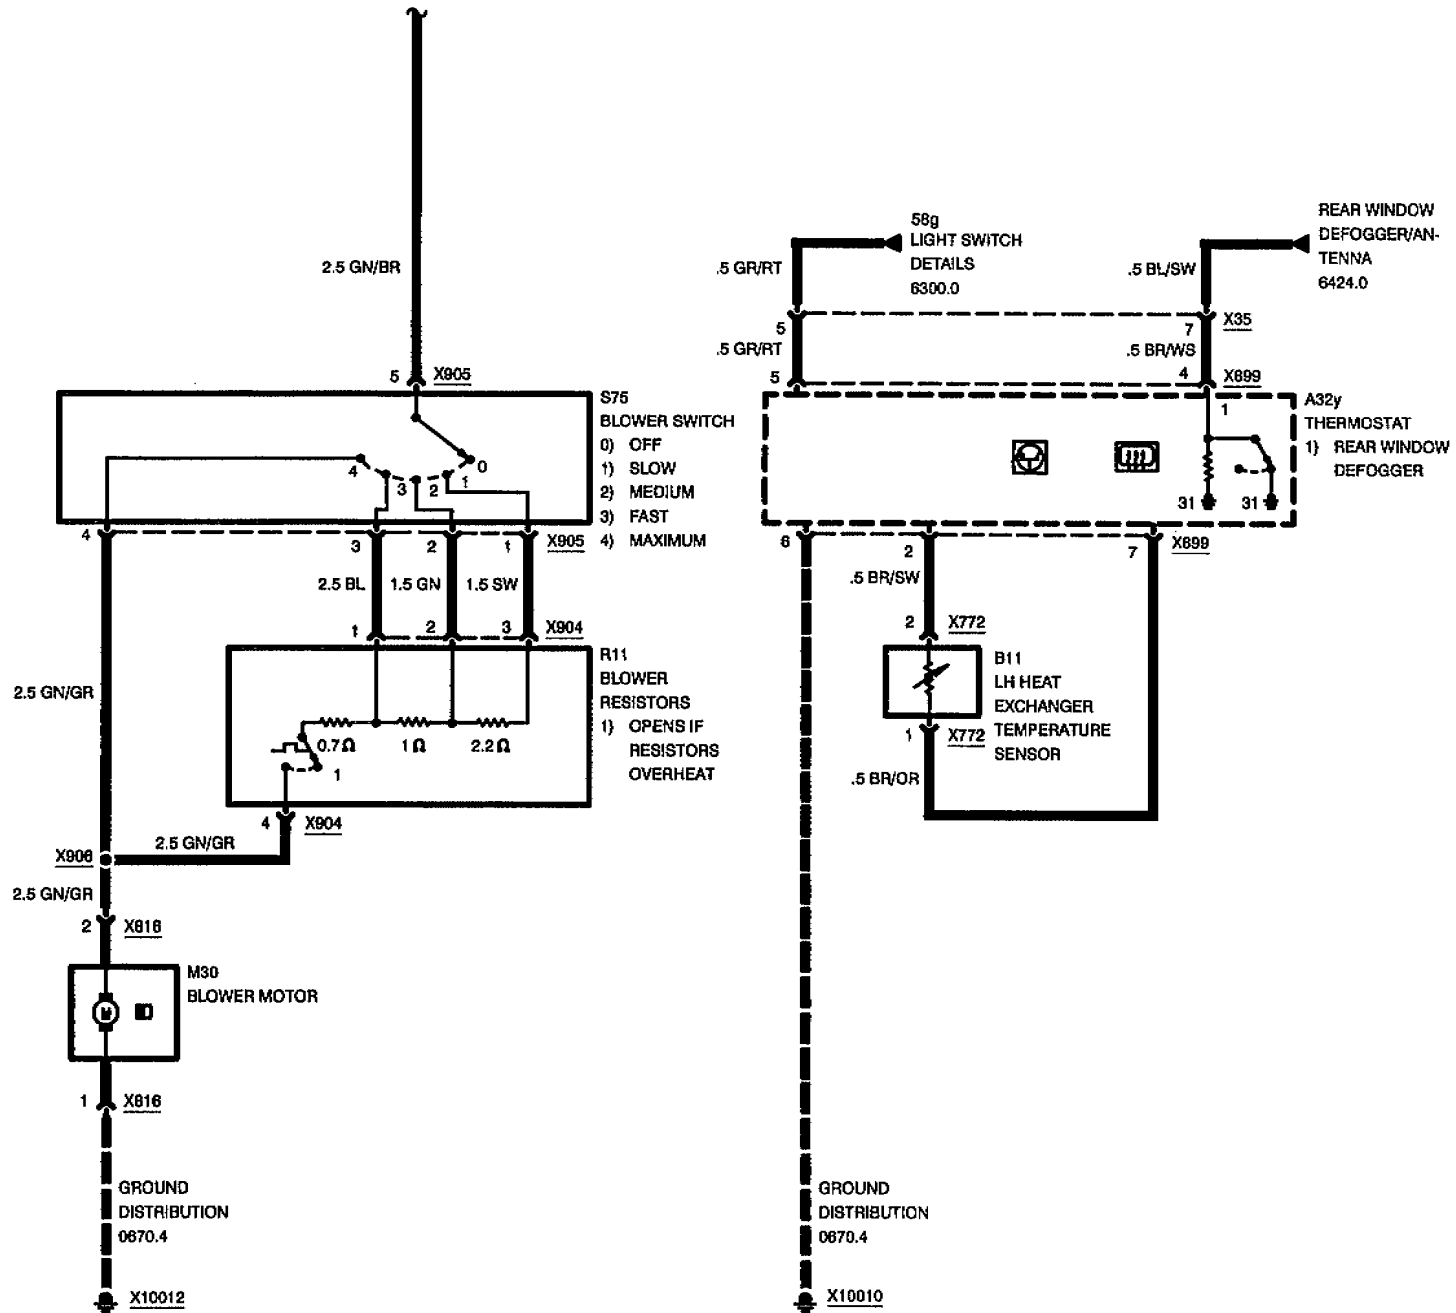 2.5 GN/BR
5 X905
S75
BLOWER SWITCH
0) OFF
1) SLOW
2) MEDIUM
3) FAST
4) MAXIMUM
4 3 2 1 0
4 3 2 1 X905
2.5 BL 1.5 GN 1.5 SW
1 2 3 X904
R11
BLOWER
RESISTORS
1) OPENS IF
RESISTORS
OVERHEAT
0.7Ω 1Ω 2.2Ω
1
4 X904
2.5 GN/GR
2.5 GN/GR
X906
2.5 GN/GR
2 X816
M30
BLOWER MOTOR
M
1 X816
GROUND
DISTRIBUTION
0670.4
X10012
58g
LIGHT SWITCH
DETAILS
6300.0
REAR WINDOW
DEFOGGER/AN-
TENNA
6424.0
.5 GR/RT .5 BL/SW
5 7 X35
.5 GR/RT .5 BR/WS
5 4 X899
A32y
THERMOSTAT
1) REAR WINDOW
DEFOGGER
1
31 31
6 2 7 X899
.5 BR/SW
2 X772
B11
LH HEAT
EXCHANGER
TEMPERATURE
SENSOR
1 X772
.5 BR/OR
GROUND
DISTRIBUTION
0670.4
X10010